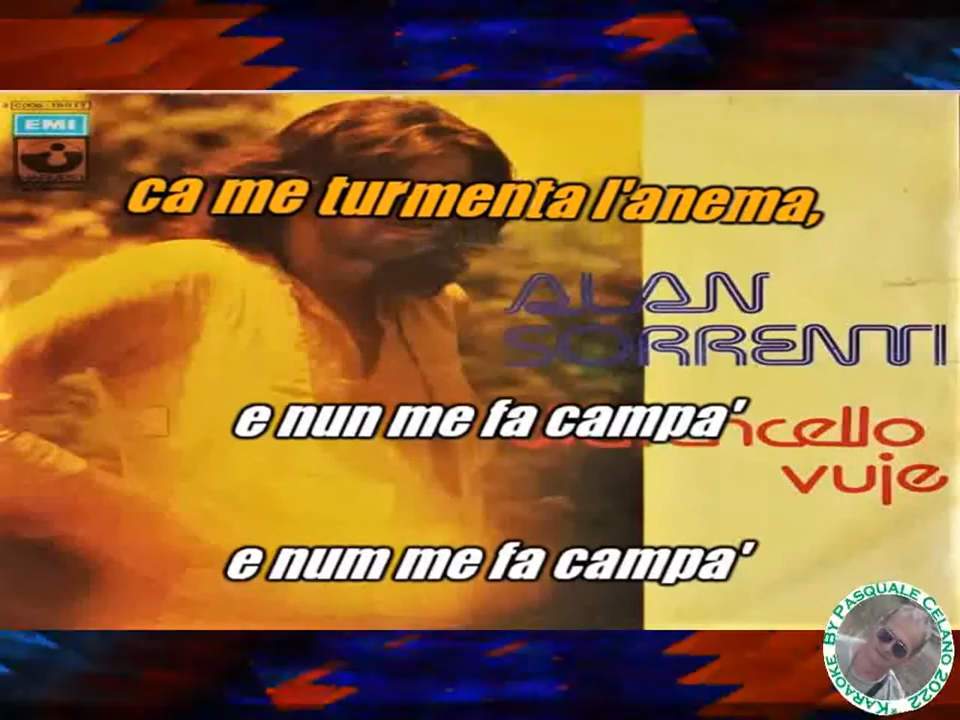 EMI
ca me turmenta l'anema,
ALAN
SORRENTI
e nun me fa campa'
vuje
e num me fa campa'
KARAOKE BY PASQUALE CELANO 2022